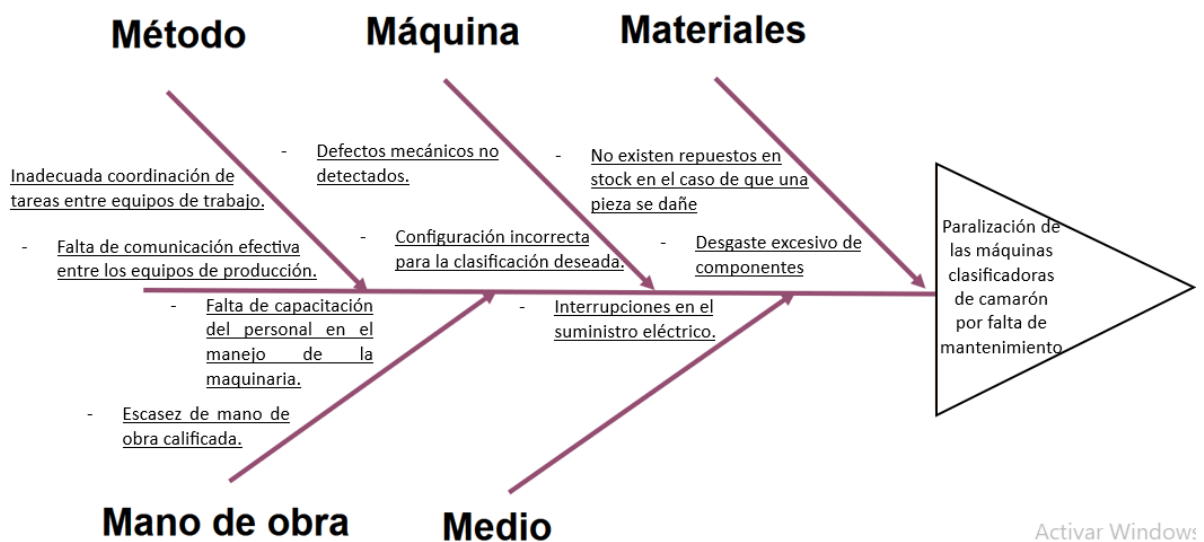 Método
Máquina
Materiales
Inadecuada coordinación de
tareas entre equipos de trabajo.
- Falta de comunicación efectiva
entre los equipos de producción.
- Defectos mecánicos no
detectados.
- Configuración incorrecta
para la clasificación deseada.
- No existen repuestos en
stock en el caso de que una
pieza se dañe
- Desgaste excesivo de
componentes
Paralización de
las máquinas
clasificadoras
de camarón
por falta de
mantenimiento
- Falta de capacitación
del personal en el
manejo de la
maquinaria.
- Escasez de mano de
obra calificada.
- Interrupciones en el
suministro eléctrico.
Mano de obra
Medio
Activar Windows